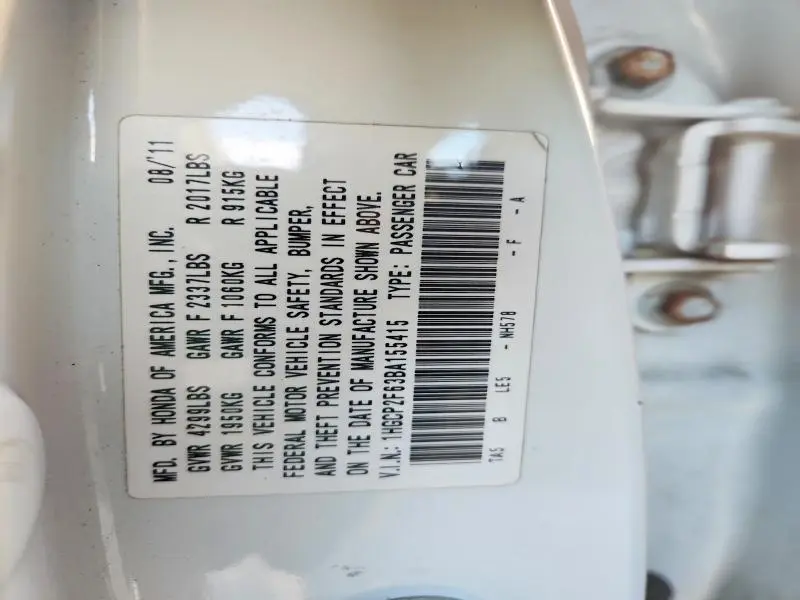 MFD. BY HONDA OF AMERICA MFG., INC. 08/'11
GVWR 4299LBS GAWR F 2337LBS R 2017LBS
GVWR 1950KG GAWR F 1060KG R 915KG
THIS VEHICLE CONFORMS TO ALL APPLICABLE
FEDERAL MOTOR VEHICLE SAFETY, BUMPER,
AND THEFT PREVENTION STANDARDS IN EFFECT
ON THE DATE OF MANUFACTURE SHOWN ABOVE.
V.I.N.: 1HGCP2F63BA155415 TYPE: PASSENGER CAR
TA5 B LE5 - NH578 - F - A